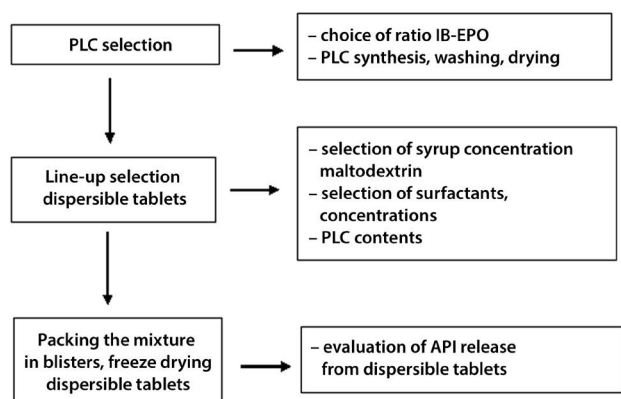 PLC selection
– choice of ratio IB-EPO
– PLC synthesis, washing, drying
Line-up selection
dispersible tablets
– selection of syrup concentration
maltodextrin
– selection of surfactants,
concentrations
– PLC contents
Packing the mixture
in blisters, freeze drying
dispersible tablets
– evaluation of API release
from dispersible tablets